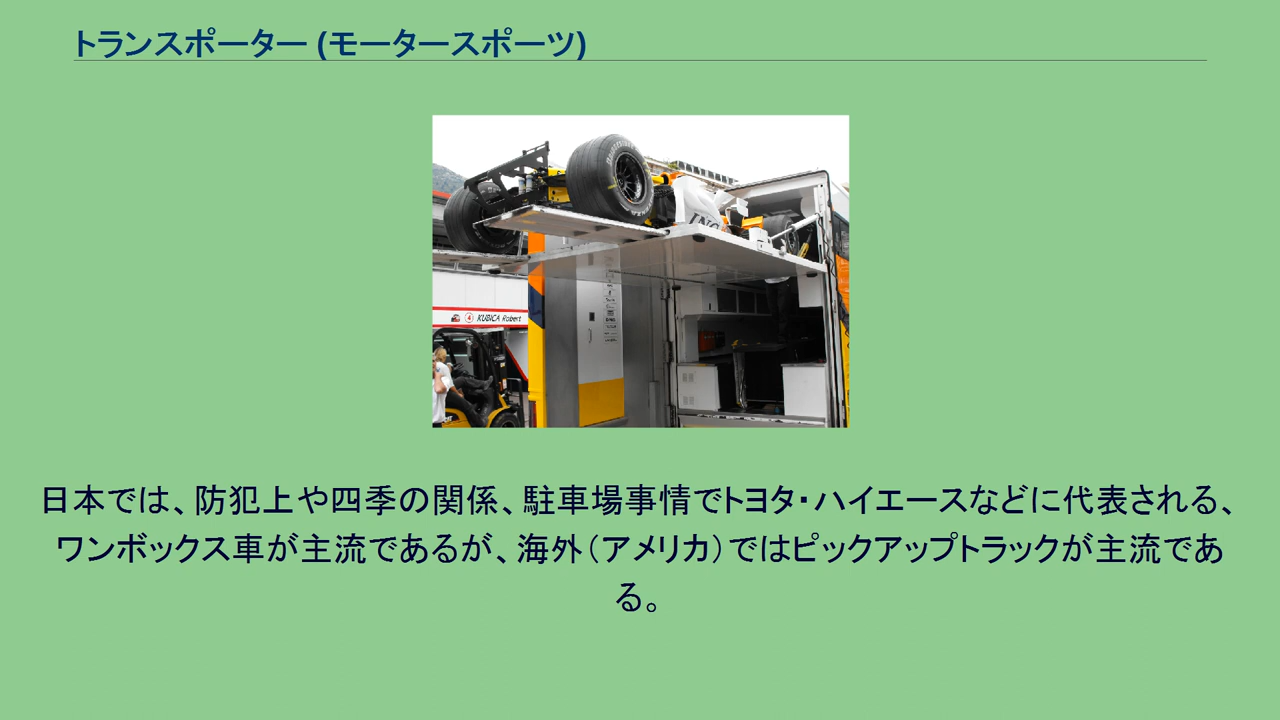 トランスポーター (モータースポーツ)
ING
KUBICA Robert
日本では、防犯上や四季の関係、駐車場事情でトヨタ・ハイエースなどに代表される、
ワンボックス車が主流であるが、海外（アメリカ）ではピックアップトラックが主流であ
る。